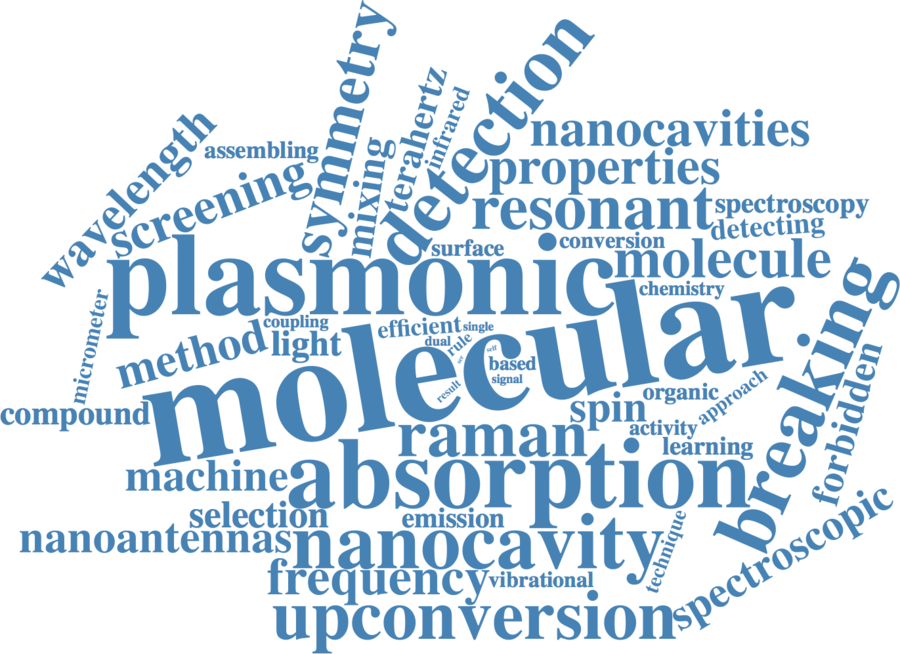 symmetry
detection
terahertz
infrared
mixing
wavelength
assembling
screening
nanocavities
properties
resonant
spectroscopy
detecting
surface
conversion
plasmonic
molecule
chemistry
micrometer
method
coupling
light
efficient
single
dual
rule
self
set
based
signal
result
molecular
breaking
forbidden
compound
organic
spin
approach
activity
raman
learning
machine
absorption
selection
emission
nanoantennas
nanocavity
technique
spectroscopic
frequency
vibrational
upconversion